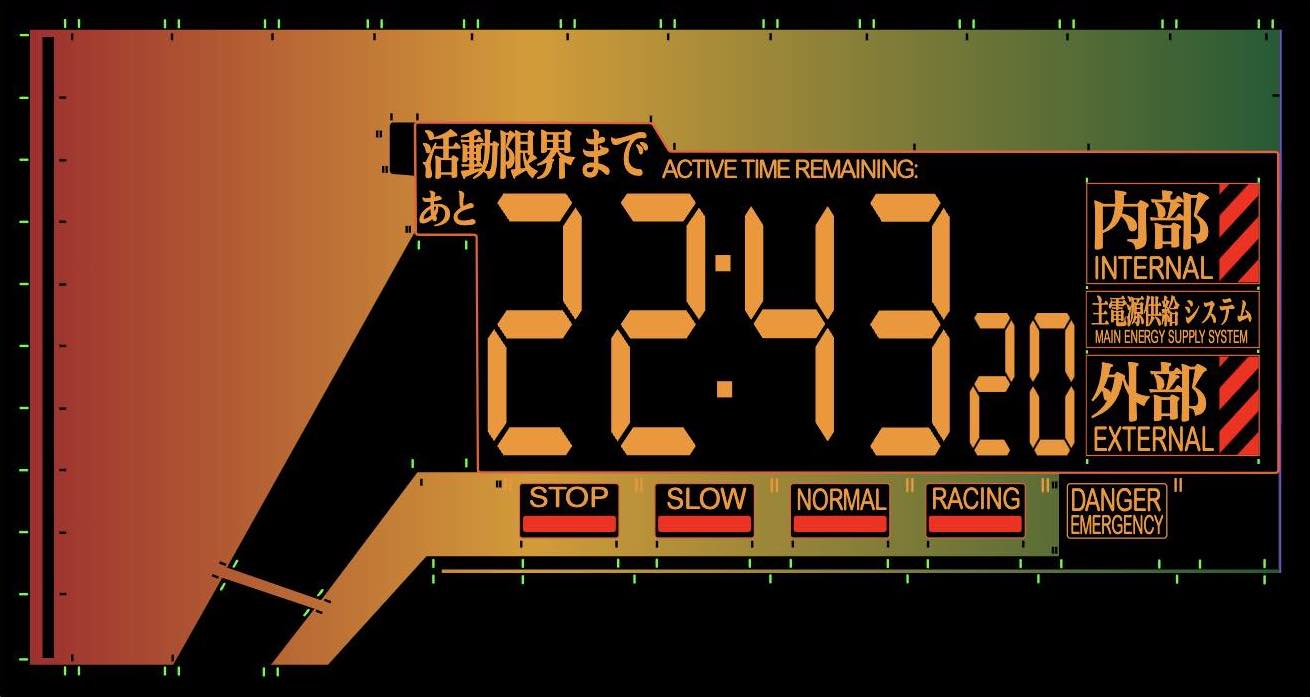 活動限界まで
ACTIVE TIME REMAINING:
あと
22:43 20
内部
INTERNAL
主電源供給システム
MAIN ENERGY SUPPLY SYSTEM
外部
EXTERNAL
STOP
SLOW
NORMAL
RACING
DANGER
EMERGENCY